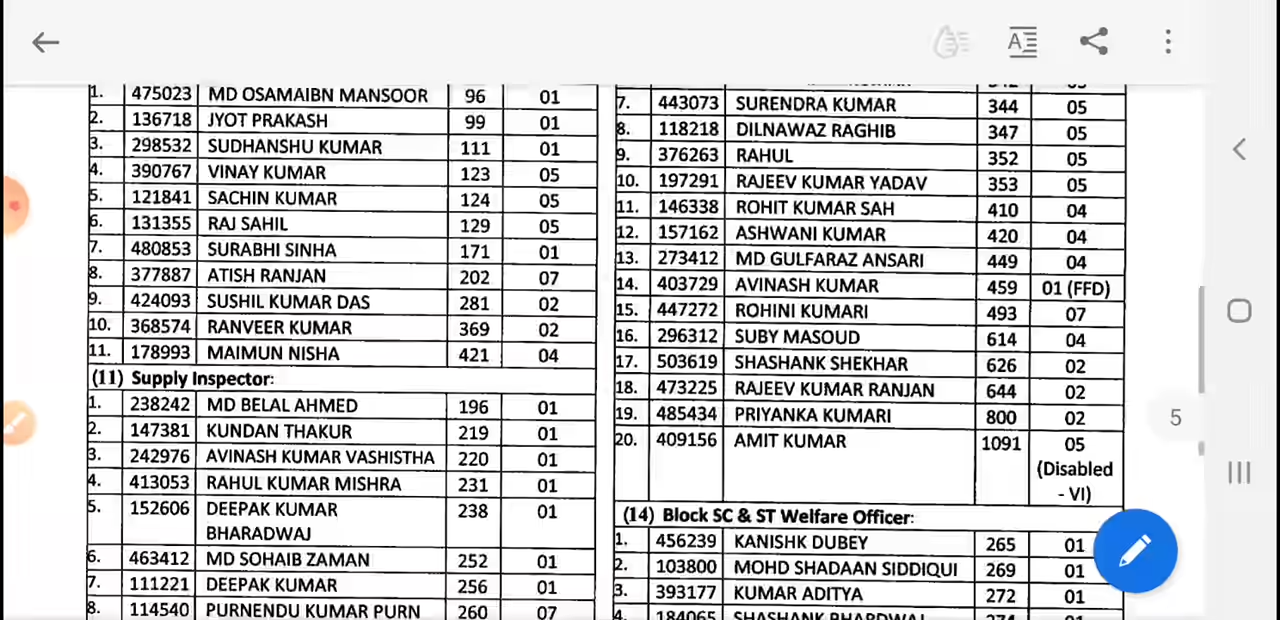 1. 475023 MD OSAMAIBN MANSOOR 96 01
2. 136718 JYOT PRAKASH 99 01
3. 298532 SUDHANSHU KUMAR 111 01
4. 390767 VINAY KUMAR 123 05
5. 121841 SACHIN KUMAR 124 05
6. 131355 RAJ SAHIL 129 05
7. 480853 SURABHI SINHA 171 01
8. 377887 ATISH RANJAN 202 07
9. 424093 SUSHIL KUMAR DAS 281 02
10. 368574 RANVEER KUMAR 369 02
11. 178993 MAIMUN NISHA 421 04
(11) Supply Inspector:
1. 238242 MD BELAL AHMED 196 01
2. 147381 KUNDAN THAKUR 219 01
3. 242976 AVINASH KUMAR VASHISTHA 220 01
4. 413053 RAHUL KUMAR MISHRA 231 01
5. 152606 DEEPAK KUMAR 238 01
BHARADWAJ
6. 463412 MD SOHAIB ZAMAN 252 01
7. 111221 DEEPAK KUMAR 256 01
8. 114540 PURNENDU KUMAR PURN 260 07
7. 443073 SURENDRA KUMAR 344 05
8. 118218 DILNAWAZ RAGHIB 347 05
9. 376263 RAHUL 352 05
10. 197291 RAJEEV KUMAR YADAV 353 05
11. 146338 ROHIT KUMAR SAH 410 04
12. 157162 ASHWANI KUMAR 420 04
13. 273412 MD GULFARAZ ANSARI 449 04
14. 403729 AVINASH KUMAR 459 01 (FFD)
15. 447272 ROHINI KUMARI 493 07
16. 296312 SUBY MASOUD 614 04
17. 503619 SHASHANK SHEKHAR 626 02
18. 473225 RAJEEV KUMAR RANJAN 644 02
19. 485434 PRIYANKA KUMARI 800 02
20. 409156 AMIT KUMAR 1091 05
(Disabled
- VI)
(14) Block SC & ST Welfare Officer:
1. 456239 KANISHK DUBEY 265 01
2. 103800 MOHD SHADAAN SIDDIQUI 269 01
3. 393177 KUMAR ADITYA 272 01
4. 184065 SHASHANK BHARDWAJ 274 01
5